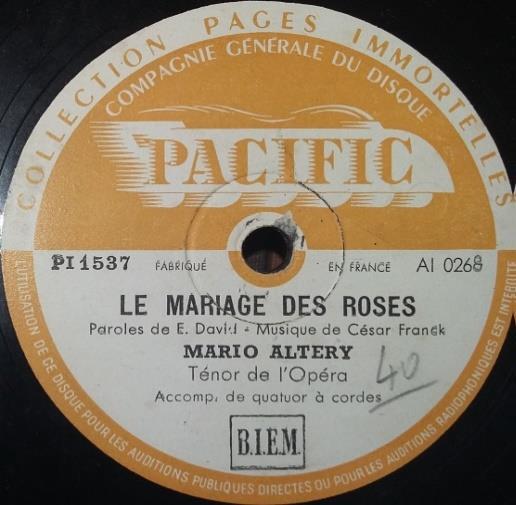 COLLECTION PAGES IMMORTELLES
COMPAGNIE GÉNÉRALE DU DISQUE
PACIFIC
PI1537 FABRIQUÉ EN FRANCE AI 0268
LE MARIAGE DES ROSES
Paroles de E. David - Musique de César Franck
MARIO ALTERY
Ténor de l'Opéra
40
Accomp. de quatuor à cordes
B.I.E.M.
L'UTILISATION DE CE DISQUE POUR LES AUDITIONS PUBLIQUES DIRECTES OU POUR LES AUDITIONS RADIOPHONIQUES EST INTERDITE